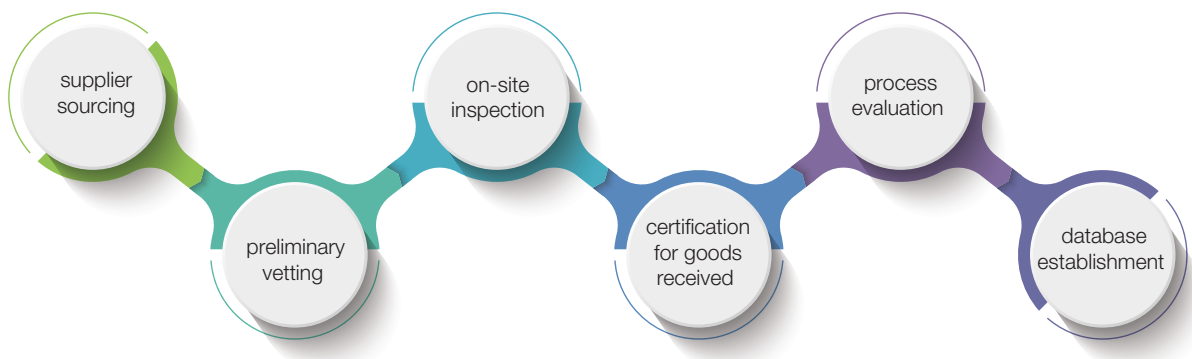 supplier
sourcing
preliminary
vetting
on-site
inspection
certification
for goods
received
process
evaluation
database
establishment